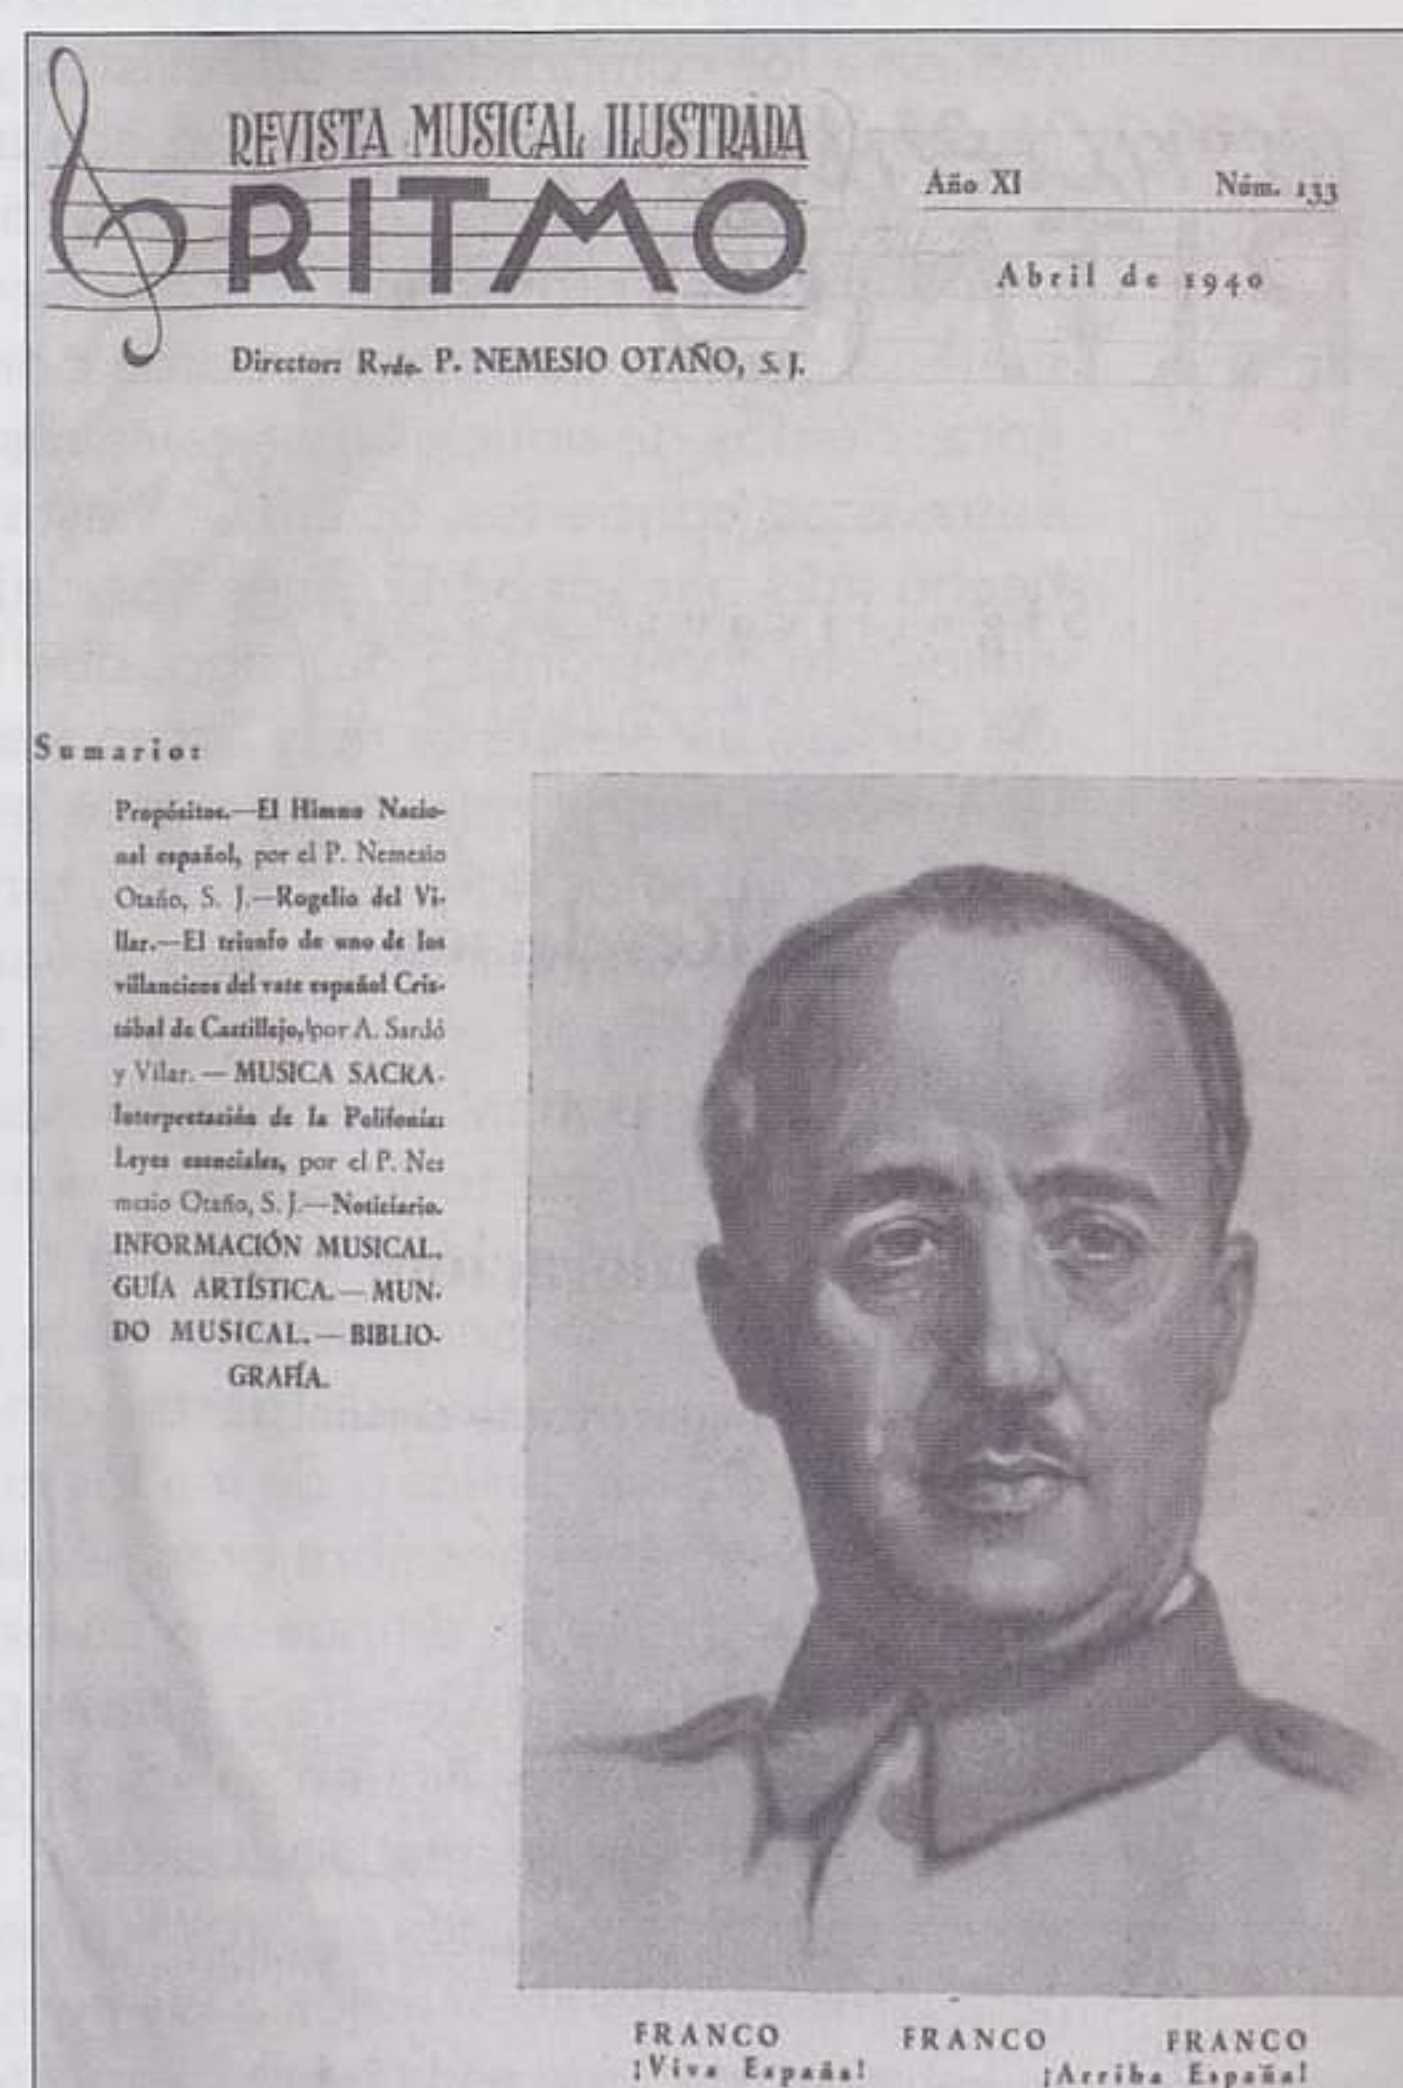 REVISTA MUSICAL ILUSTRADA
RITMO
Director: Rvdo. P. NEMESIO OTAÑO, S. J.
Año XI Núm. 133
Abril de 1940
Sumario:
Propósitos.—El Himno Nacio-
nal español, por el P. Nemesio
Otaño, S. J.—Rogelio del Vi-
llar.—El triunfo de uno de los
villancicos del vate español Cris-
tóbal de Castillejo, por A. Sardó
y Vilar. — MUSICA SACRA.
Interpretación de la Polifonía:
Leyes esenciales, por el P. Ne-
mesio Otaño, S. J.—Noticiario.
INFORMACIÓN MUSICAL.
GUÍA ARTÍSTICA.—MUN-
DO MUSICAL.—BIBLIO-
GRAFÍA.
FRANCO FRANCO FRANCO
¡Viva España! ¡Arriba España!